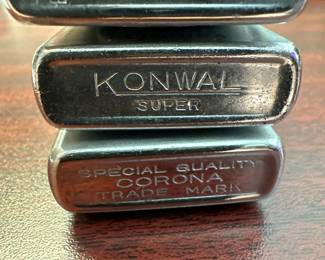 KONWAL
SUPER
SPECIAL QUALITY
CORONA
TRADE MARK